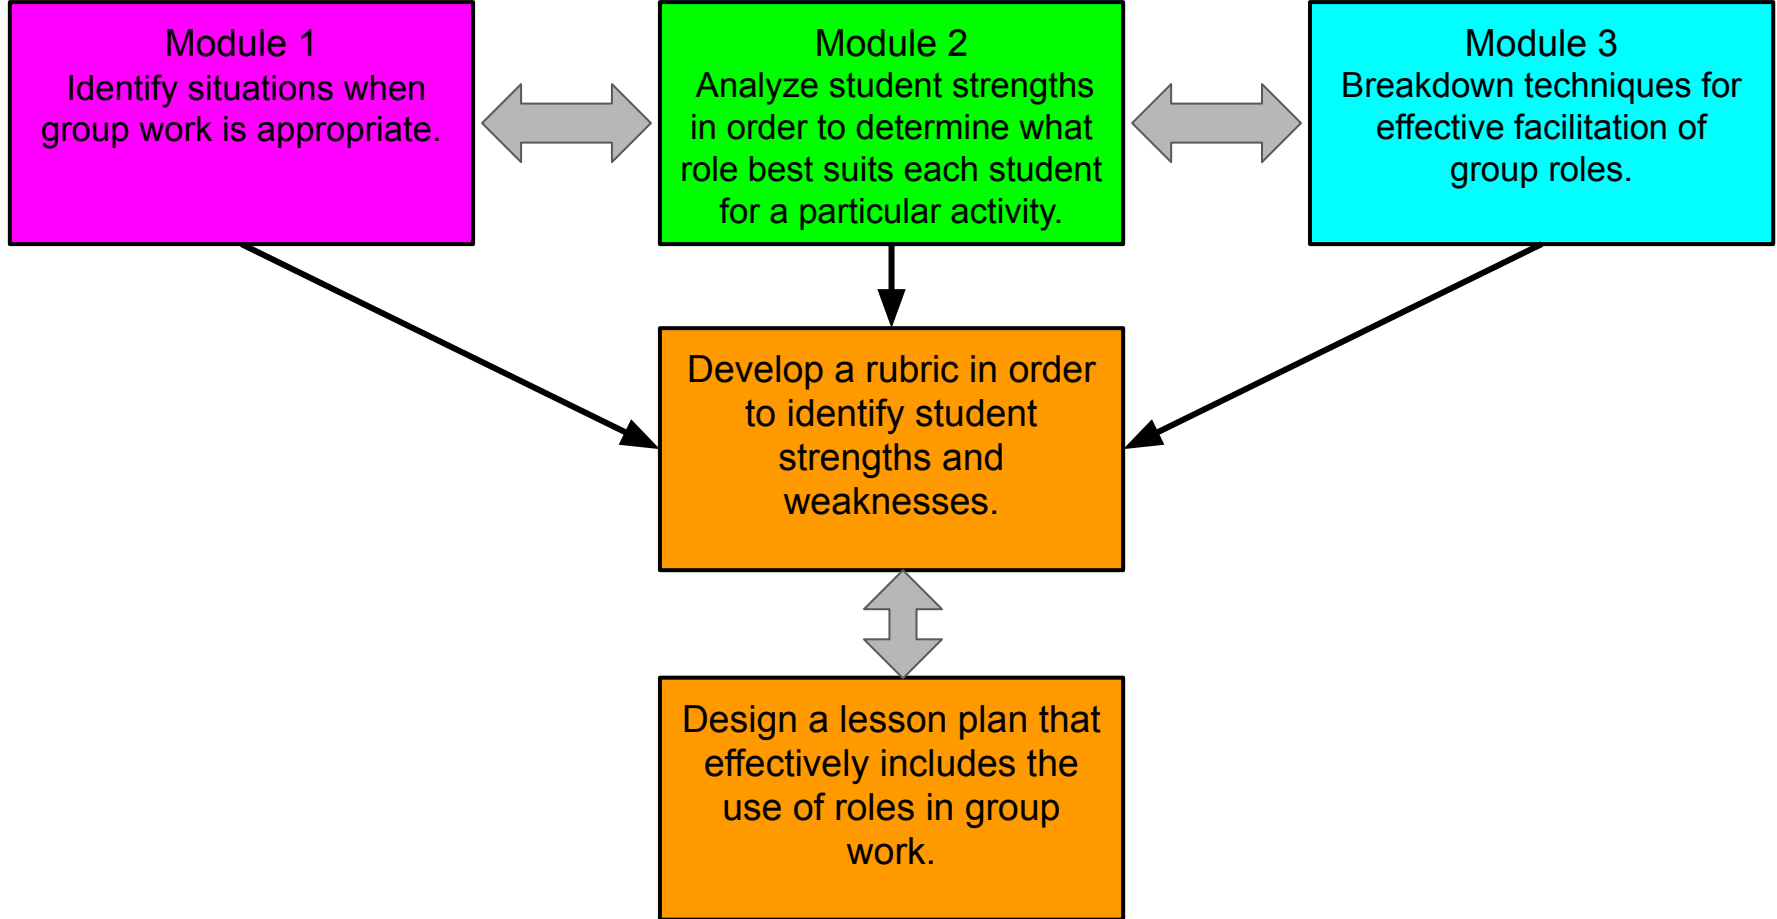 Module 1
Identify situations when
group work is appropriate.
Module 2
Analyze student strengths
in order to determine what
role best suits each student
for a particular activity.
Module 3
Breakdown techniques for
effective facilitation of
group roles.
Develop a rubric in order
to identify student
strengths and
weaknesses.
Design a lesson plan that
effectively includes the
use of roles in group
work.